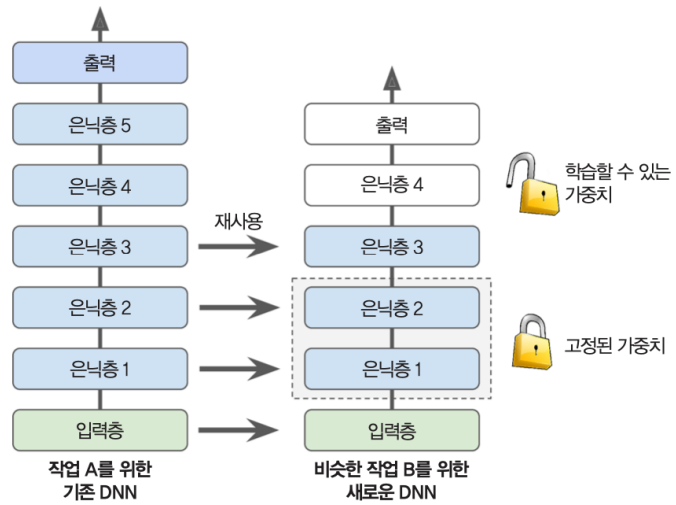 출력
은닉층 5
은닉층 4
은닉층 3
은닉층 2
은닉층 1
입력층
작업 A를 위한
기존 DNN
재사용
출력
은닉층 4
은닉층 3
은닉층 2
은닉층 1
입력층
비슷한 작업 B를 위한
새로운 DNN
학습할 수 있는
가중치
고정된 가중치